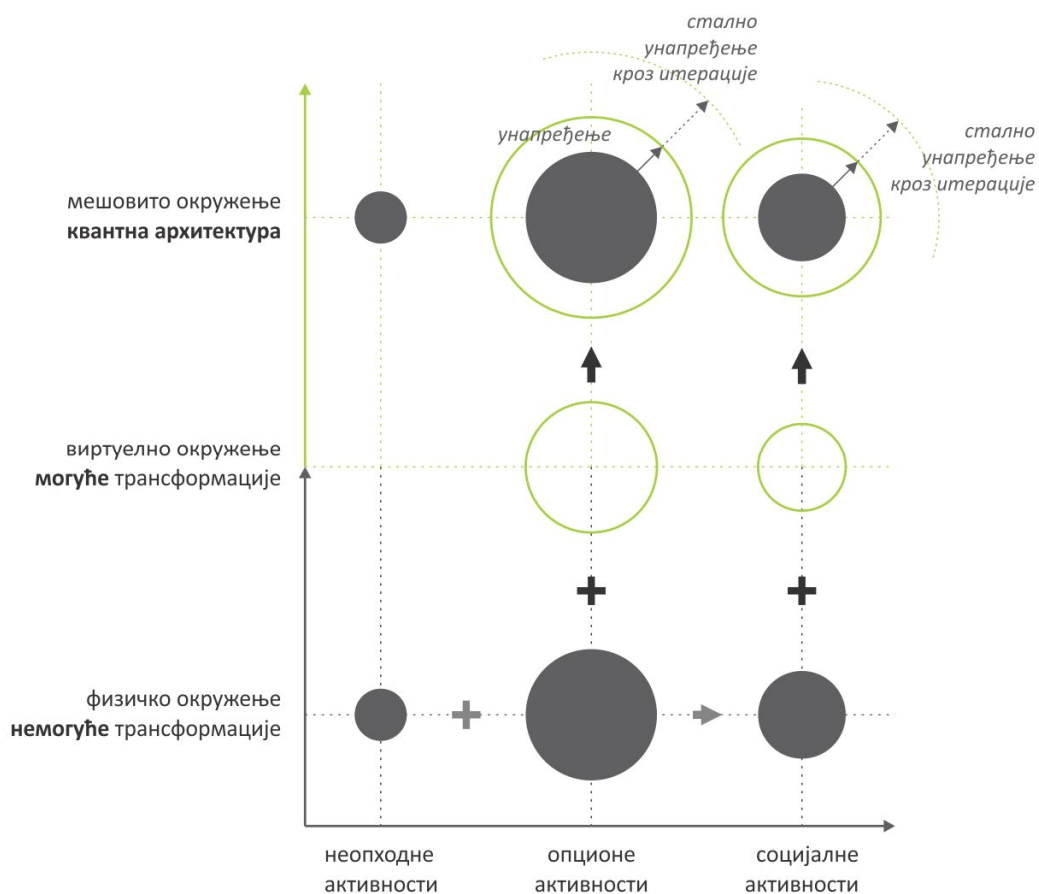 стално
унапређење
кроз итерације
унапређење
стално
унапређење
кроз итерације
мешовито окружење
квантна архитектура
виртуелно окружење
могуће трансформације
физичко окружење
немогуће трансформације
неопходне
активности
опционе
активности
социјалне
активности